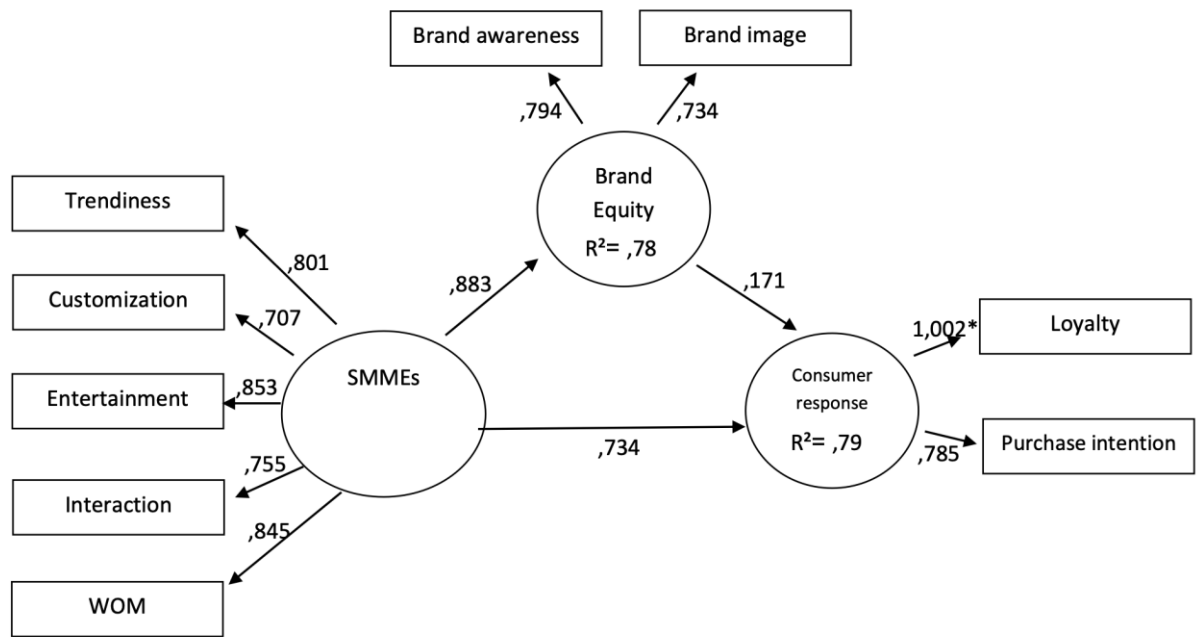 Brand awareness
Brand image
,794
,734
Brand
Equity
R²= ,78
Trendiness
,801
Customization
,707
,883
,171
SMMEs
Entertainment
,853
Consumer
response
R²= ,79
1,002*
Loyalty
,734
,785
Purchase intention
,755
Interaction
,845
WOM